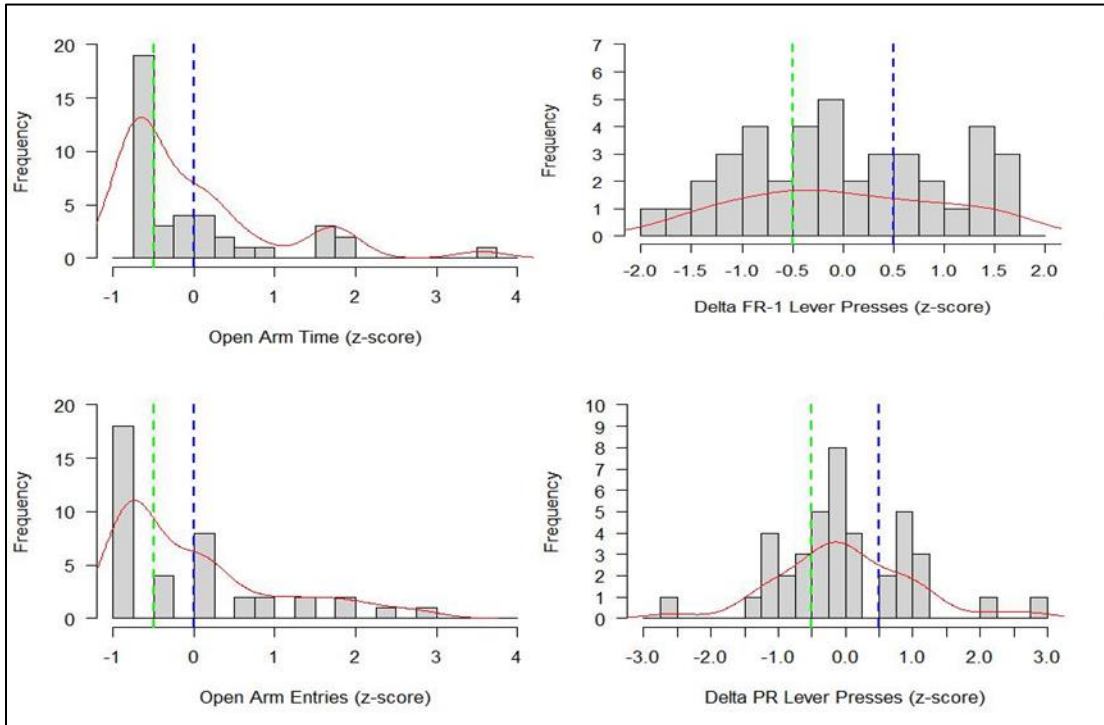 20
15
10
5
0
Frequency
-1 0 1 2 3 4
Open Arm Time (z-score)
7
6
5
4
3
2
1
0
Frequency
-2.0 -1.5 -1.0 -0.5 0.0 0.5 1.0 1.5 2.0
Delta FR-1 Lever Presses (z-score)
20
15
10
5
0
Frequency
-1 0 1 2 3 4
Open Arm Entries (z-score)
10
9
8
7
6
5
4
3
2
1
0
Frequency
-3.0 -2.0 -1.0 0.0 1.0 2.0 3.0
Delta PR Lever Presses (z-score)